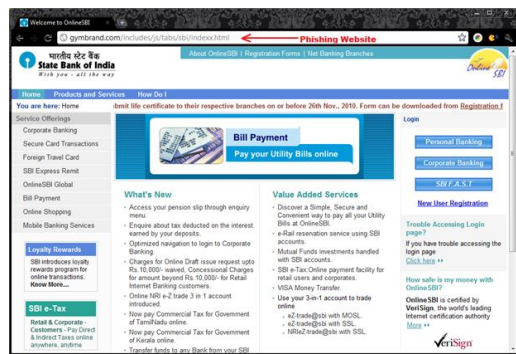 Welcome to OnlineSBI
gymbrand.com/includes/js/tabs/sbi/indexx.html
Phishing Website
भारतीय स्टेट बैंक
State Bank of India
With you - all the way
About OnlineSBI | Registration Forms | Net Banking Branches
Online SBI
Home Products and Services How Do I
You are here: Home
bmit life certificate to their respective branches on or before 26th Nov., 2010. Form can be downloaded from Registration f
Service Offerings
Corporate Banking
Secure Card Transactions
Foreign Travel Card
SBI Express Remit
OnlineSBI Global
Bill Payment
Online Shopping
Mobile Banking Services
Loyalty Rewards
SBI introduces loyalty
rewards program for
online transactions.
Know More....
SBI e-Tax
Retail & Corporate -
Customers - Pay Direct
& Indirect Taxes online
anywhere, anytime
Bill Payment
Pay your Utility Bills online
What's New
Access your pension slip through enquiry
menu.
Enquire about tax deducted on the interest
earned by your deposits.
Optimized navigation to login to Corporate
Banking.
Charges for Online Draft issue request upto
Rs.10,000/- waived, Concessional Charges
for amount beyond Rs.10,000/- for Retail
Internet Banking customers.
Online NRI e-Z trade 3 in 1 account
introduced.
Now pay Commercial Tax for Government
of TamilNadu online.
Now pay Commercial Tax for Government
of Kerala online.
Transfer funds to any Bank from your SBI
Value Added Services
Discover a Simple, Secure and
Convenient way to pay all your Utility
Bills at OnlineSBI.
e-Rail reservation service using SBI
accounts.
Mutual Funds investments handled
with SBI accounts.
SBI e-Tax:Online payment facility for
retail users and corporates.
VISA Money Transfer.
Use your 3-in-1 account to trade
online
eZ-trade@sbi with MOSL.
eZ-trade@sbi with SSL.
NRIeZ-trade@sbi with SSL.
Login
Personal Banking
Corporate Banking
SBI F.A.S.T
New User Registration
Trouble Accessing Login
page?
If you have trouble accessing the
login page
Click here
How safe is my money with
OnlineSBI?
OnlineSBI is certified by
VeriSign, the world's leading
Internet certification authority
More
VeriSign